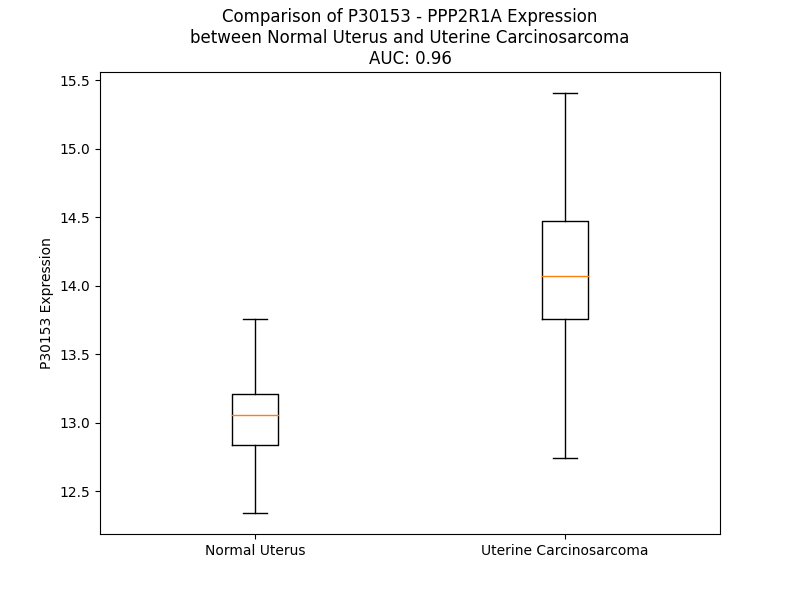 Comparison of P30153 - PPP2R1A Expression
between Normal Uterus and Uterine Carcinosarcoma
AUC: 0.96
15.5
15.0
14.5
14.0
13.5
13.0
12.5
P30153 Expression
Normal Uterus
Uterine Carcinosarcoma